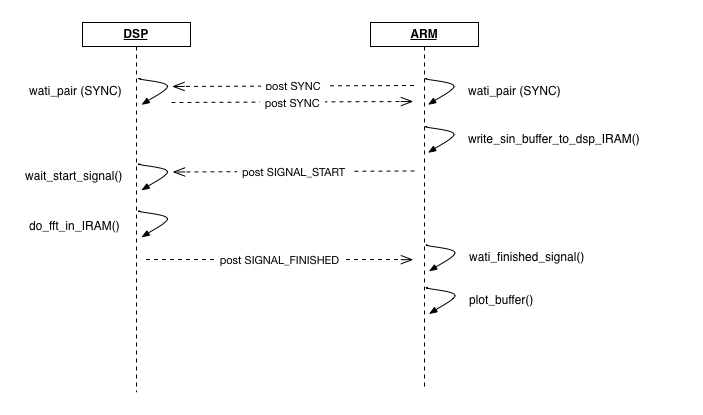 DSP
ARM
wati_pair (SYNC)
post SYNC
wati_pair (SYNC)
post SYNC
write_sin_buffer_to_dsp_IRAM()
wait_start_signal()
post SIGNAL_START
do_fft_in_IRAM()
post SIGNAL_FINISHED
wati_finished_signal()
plot_buffer()